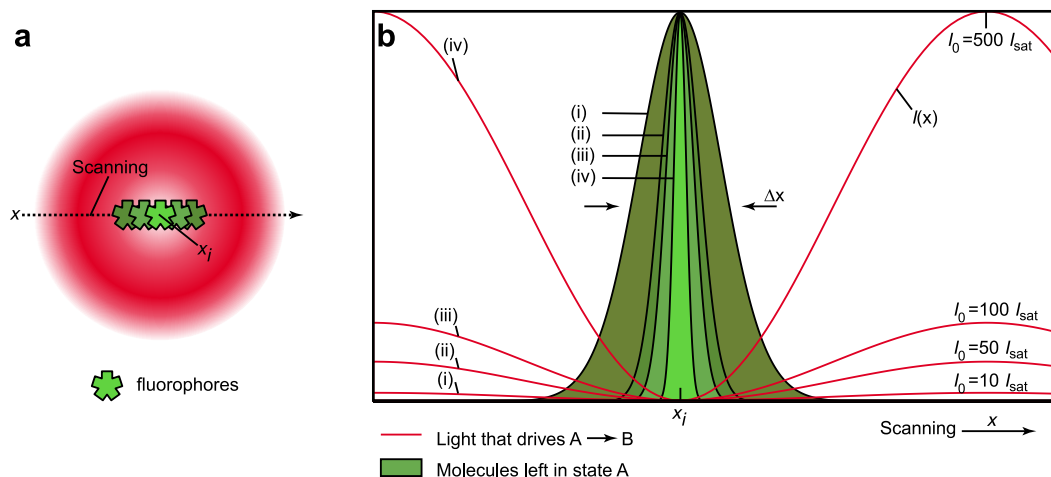 a
Scanning
x
xi
fluorophores
b
(iv)
I0=500 Isat
I(x)
(i)
(ii)
(iii)
(iv)
Δx
(iii)
(ii)
(i)
I0=100 Isat
I0=50 Isat
I0=10 Isat
xi
Scanning x
Light that drives A → B
Molecules left in state A